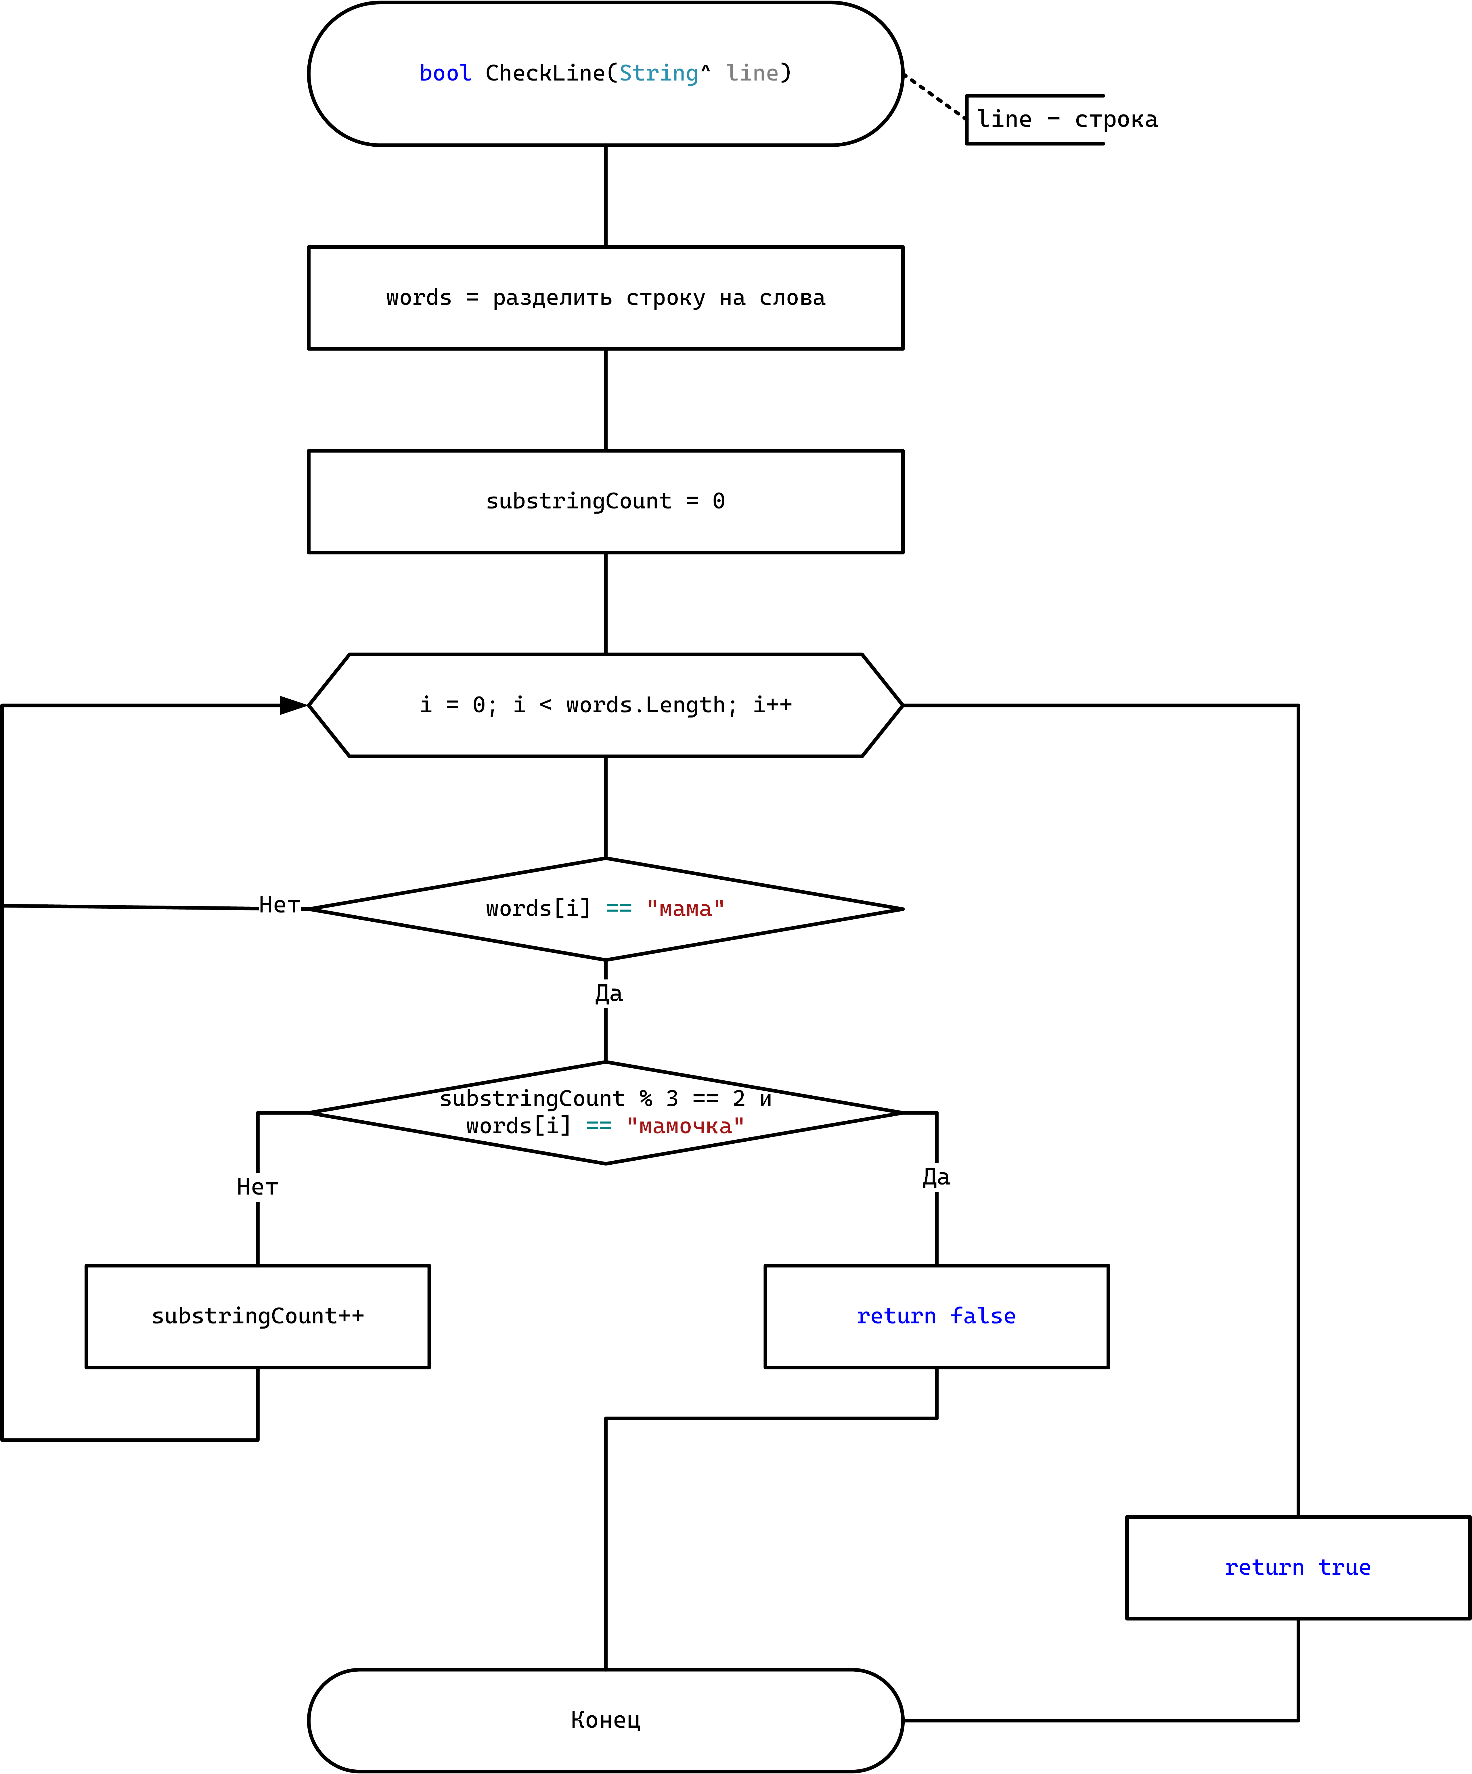 bool CheckLine(String^ line)
line – строка
words = разделить строку на слова
substringCount = 0
i = 0; i < words.Length; i++
words[i] == "мама"
Нет
Да
substringCount % 3 == 2 и
words[i] == "мамочка"
Нет
Да
substringCount++
return false
return true
Конец